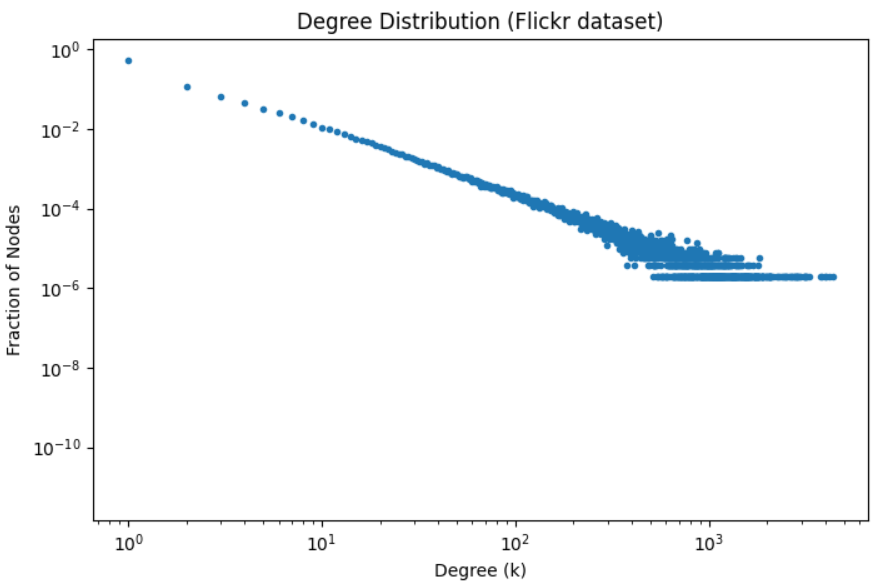 Degree Distribution (Flickr dataset)
Fraction of Nodes
10⁰
10⁻²
10⁻⁴
10⁻⁶
10⁻⁸
10⁻¹⁰
10⁰ 10¹ 10² 10³
Degree (k)